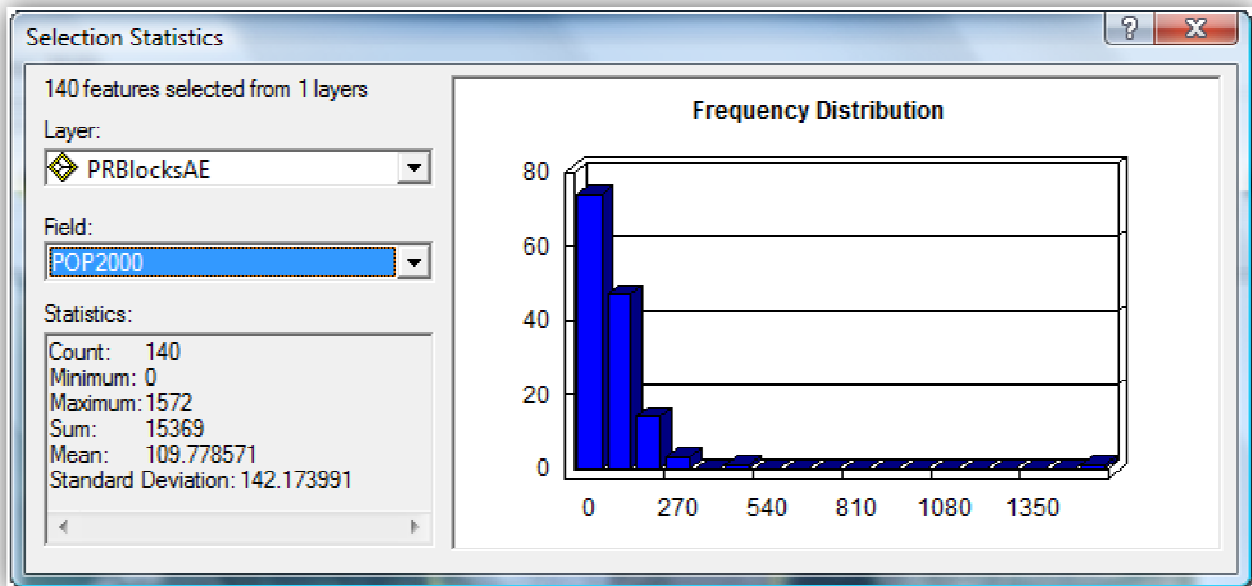 Selection Statistics
140 features selected from 1 layers
Layer:
PRBlocksAE
Field:
POP2000
Statistics:
Count: 140
Minimum: 0
Maximum: 1572
Sum: 15369
Mean: 109.778571
Standard Deviation: 142.173991
Frequency Distribution
80
60
40
20
0
0 270 540 810 1080 1350